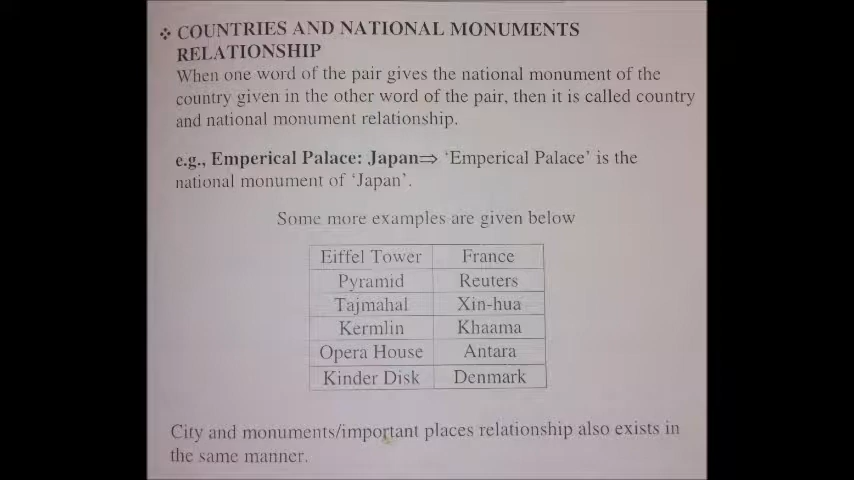 ❖ COUNTRIES AND NATIONAL MONUMENTS
RELATIONSHIP
When one word of the pair gives the national monument of the
country given in the other word of the pair, then it is called country
and national monument relationship.
e.g., Emperical Palace: Japan⇒ ‘Emperical Palace’ is the
national monument of ‘Japan’.
Some more examples are given below
Eiffel Tower France
Pyramid Reuters
Tajmahal Xin-hua
Kermlin Khaama
Opera House Antara
Kinder Disk Denmark
City and monuments/important places relationship also exists in
the same manner.